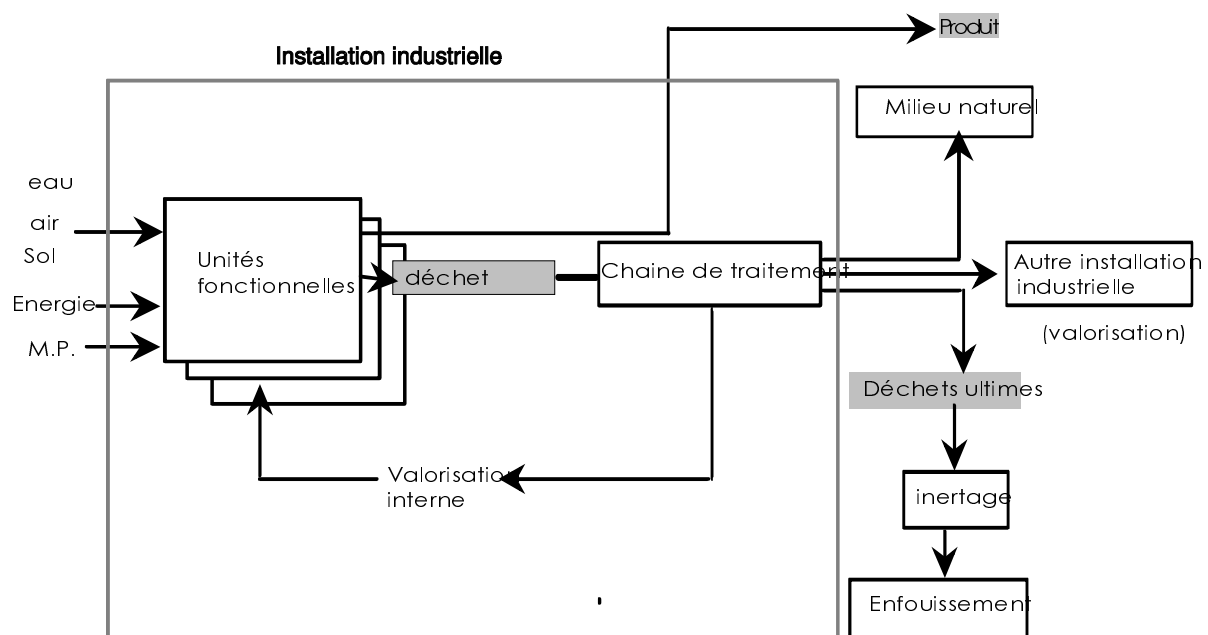 Produit
Installation industrielle
Milieu naturel
eau
air
Sol
Unités
fonctionnelles
déchet
Chaine de traitement
Autre installation
industrielle
(valorisation)
Energie
M.P.
Déchets ultimes
Valorisation
interne
inertage
Enfouissement